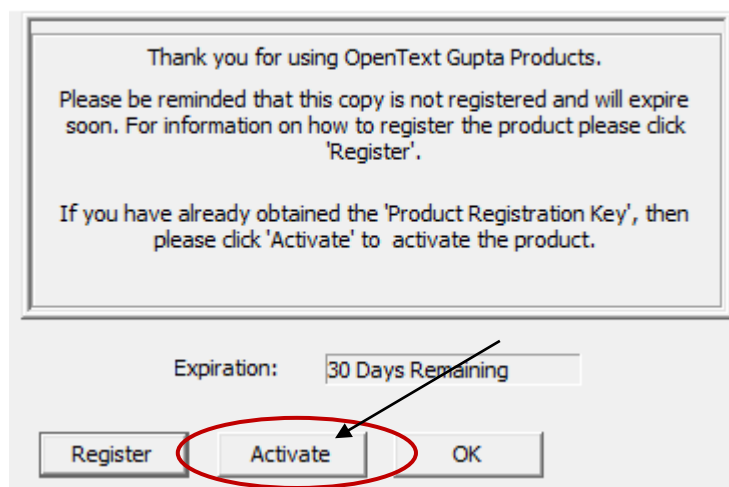 Thank you for using OpenText Gupta Products.
Please be reminded that this copy is not registered and will expire
soon. For information on how to register the product please click
'Register'.
If you have already obtained the 'Product Registration Key', then
please click 'Activate' to  activate the product.
Expiration:
30 Days Remaining
Register
Activate
OK